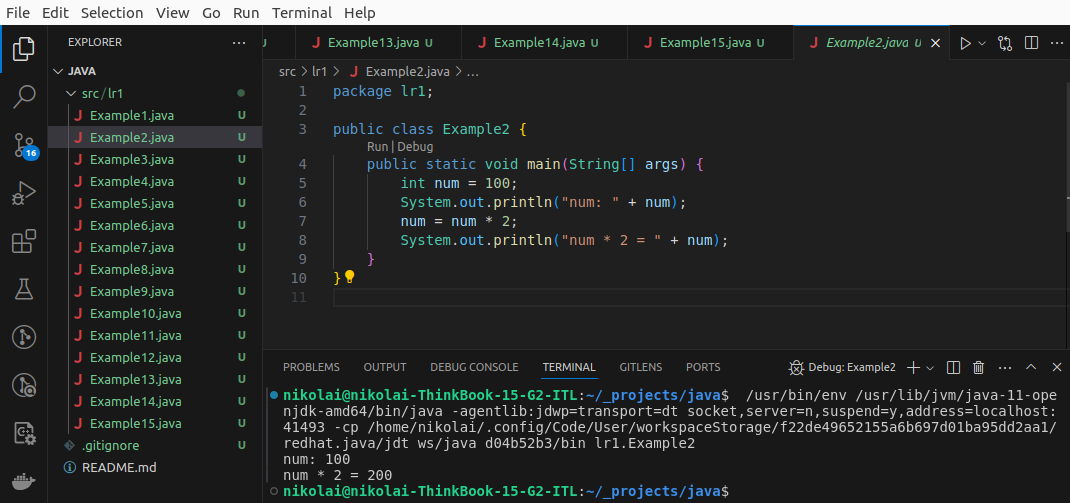 File Edit Selection View Go Run Terminal Help
EXPLORER ...
JAVA
src / lr1
J Example1.java U
J Example2.java U
J Example3.java U
J Example4.java U
J Example5.java U
J Example6.java U
J Example7.java U
J Example8.java U
J Example9.java U
J Example10.java U
J Example11.java U
J Example12.java U
J Example13.java U
J Example14.java U
J Example15.java U
.gitignore U
README.md U
16
U J Example13.java U J Example14.java U J Example15.java U J Example2.java U
src > lr1 > J Example2.java > ...
1 package lr1;
2
3 public class Example2 {
Run | Debug
4 public static void main(String[] args) {
5 int num = 100;
6 System.out.println("num: " + num);
7 num = num * 2;
8 System.out.println("num * 2 = " + num);
9 }
10 }
11
PROBLEMS OUTPUT DEBUG CONSOLE TERMINAL GITLENS PORTS Debug: Example2
nikolai@nikolai-ThinkBook-15-G2-ITL:~/_projects/java$ /usr/bin/env /usr/lib/jvm/java-11-ope
njdk-amd64/bin/java -agentlib:jdwp=transport=dt socket,server=n,suspend=y,address=localhost:
41493 -cp /home/nikolai/.config/Code/User/workspaceStorage/f22de49652155a6b697d01ba95dd2aa1/
redhat.java/jdt ws/java d04b52b3/bin lr1.Example2
num: 100
num * 2 = 200
nikolai@nikolai-ThinkBook-15-G2-ITL:~/_projects/java$